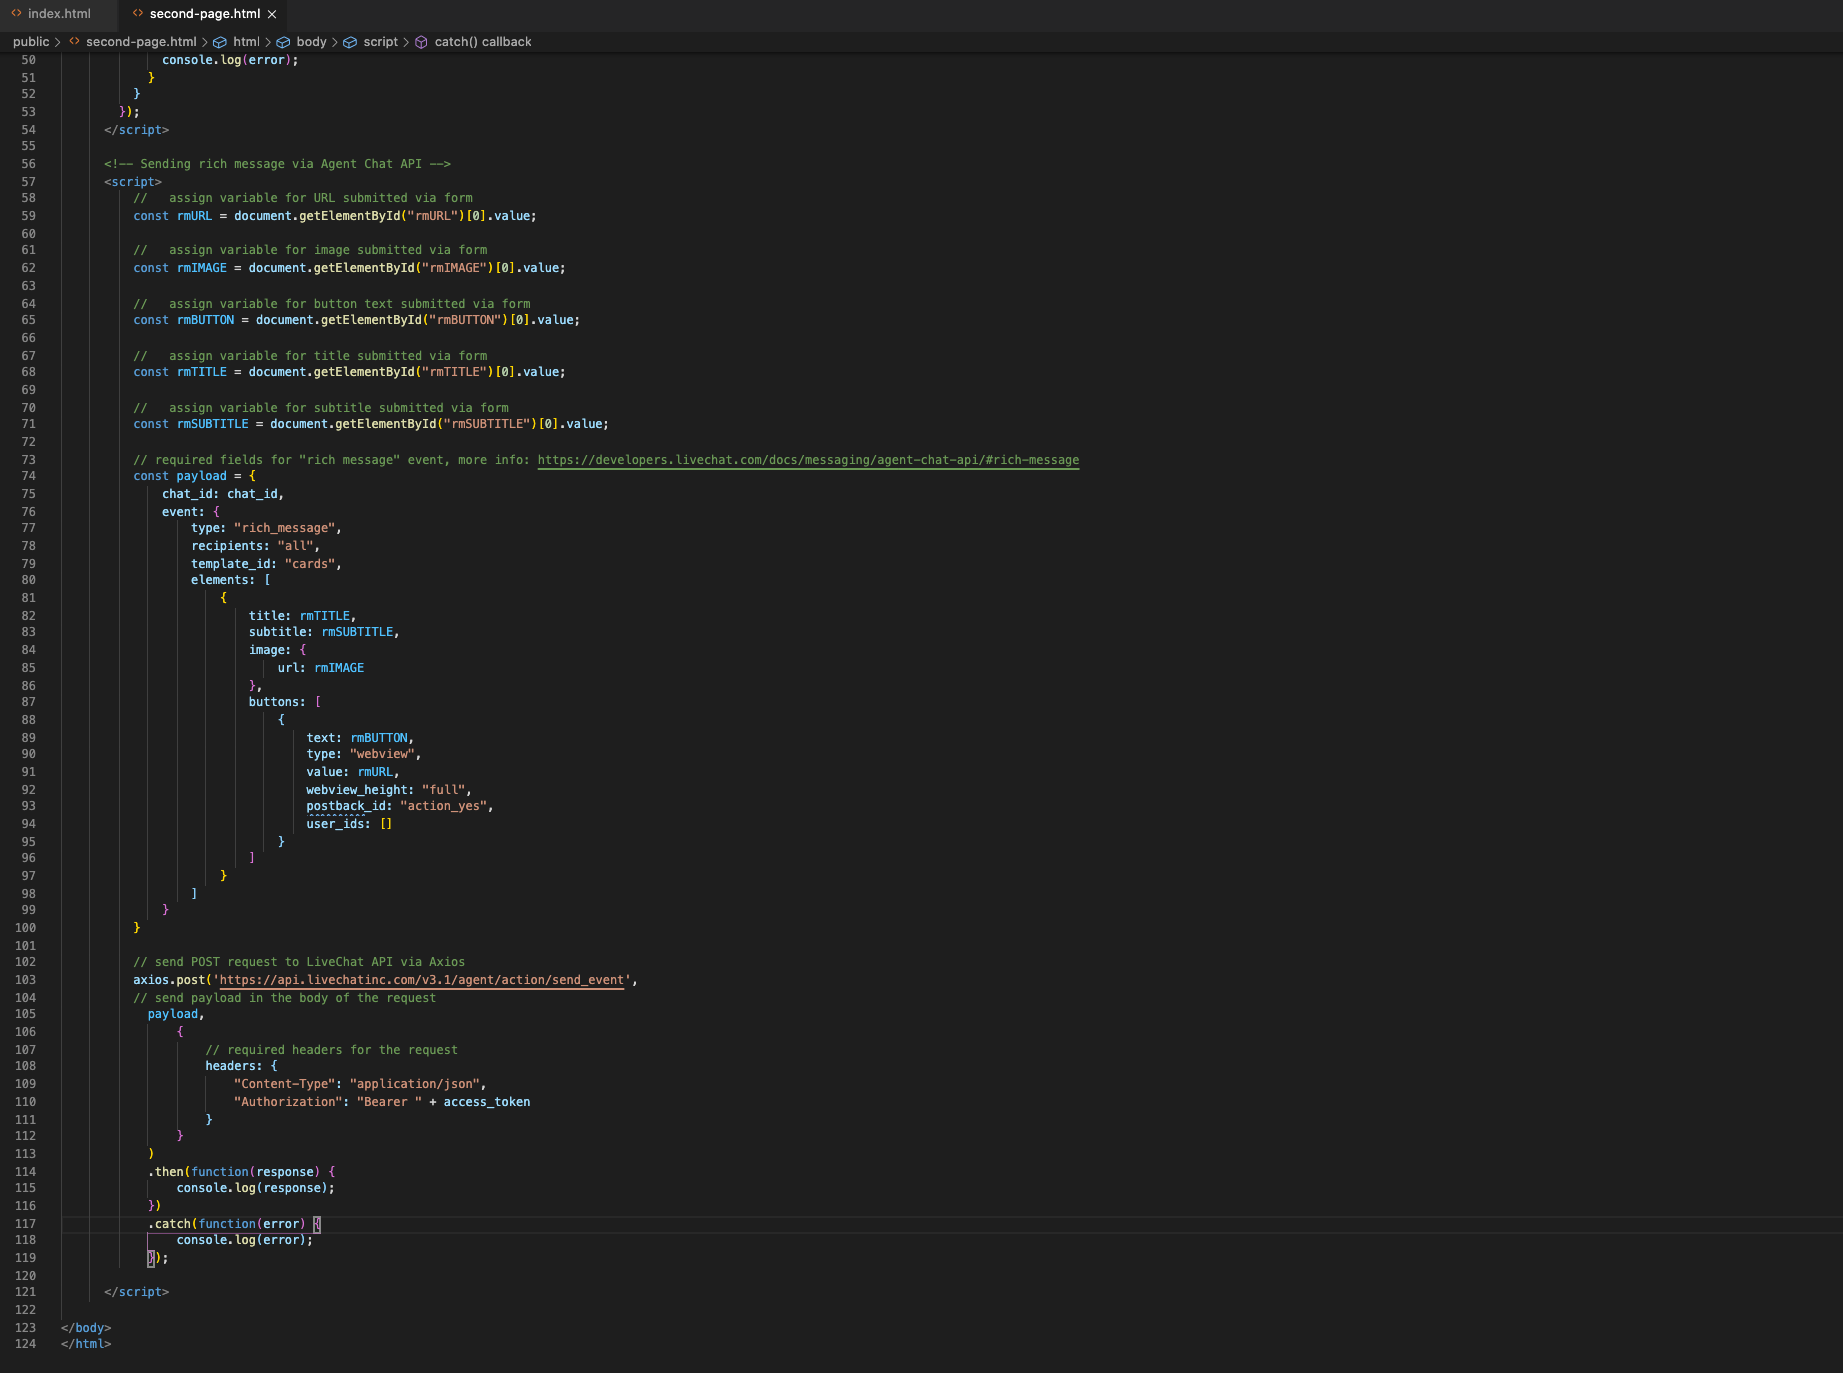 index.html
second-page.html
public > second-page.html > html > body > script > catch() callback
50 console.log(error);
51 }
52 }
53 });
54 </script>
55
56 <!-- Sending rich message via Agent Chat API -->
57 <script>
58 //   assign variable for URL submitted via form
59 const rmURL = document.getElementById("rmURL")[0].value;
60
61 //   assign variable for image submitted via form
62 const rmIMAGE = document.getElementById("rmIMAGE")[0].value;
63
64 //   assign variable for button text submitted via form
65 const rmBUTTON = document.getElementById("rmBUTTON")[0].value;
66
67 //   assign variable for title submitted via form
68 const rmTITLE = document.getElementById("rmTITLE")[0].value;
69
70 //   assign variable for subtitle submitted via form
71 const rmSUBTITLE = document.getElementById("rmSUBTITLE")[0].value;
72
73 // required fields for "rich message" event, more info: https://developers.livechat.com/docs/messaging/agent-chat-api/#rich-message
74 const payload = {
75 chat_id: chat_id,
76 event: {
77 type: "rich_message",
78 recipients: "all",
79 template_id: "cards",
80 elements: [
81 {
82 title: rmTITLE,
83 subtitle: rmSUBTITLE,
84 image: {
85 url: rmIMAGE
86 },
87 buttons: [
88 {
89 text: rmBUTTON,
90 type: "webview",
91 value: rmURL,
92 webview_height: "full",
93 postback_id: "action_yes",
94 user_ids: []
95 }
96 ]
97 }
98 ]
99 }
100 }
101
102 // send POST request to LiveChat API via Axios
103 axios.post('https://api.livechatinc.com/v3.1/agent/action/send_event',
104 // send payload in the body of the request
105 payload,
106 {
107 // required headers for the request
108 headers: {
109 "Content-Type": "application/json",
110 "Authorization": "Bearer " + access_token
111 }
112 }
113 )
114 .then(function(response) {
115 console.log(response);
116 })
117 .catch(function(error) {
118 console.log(error);
119 });
120
121 </script>
122
123 </body>
124 </html>